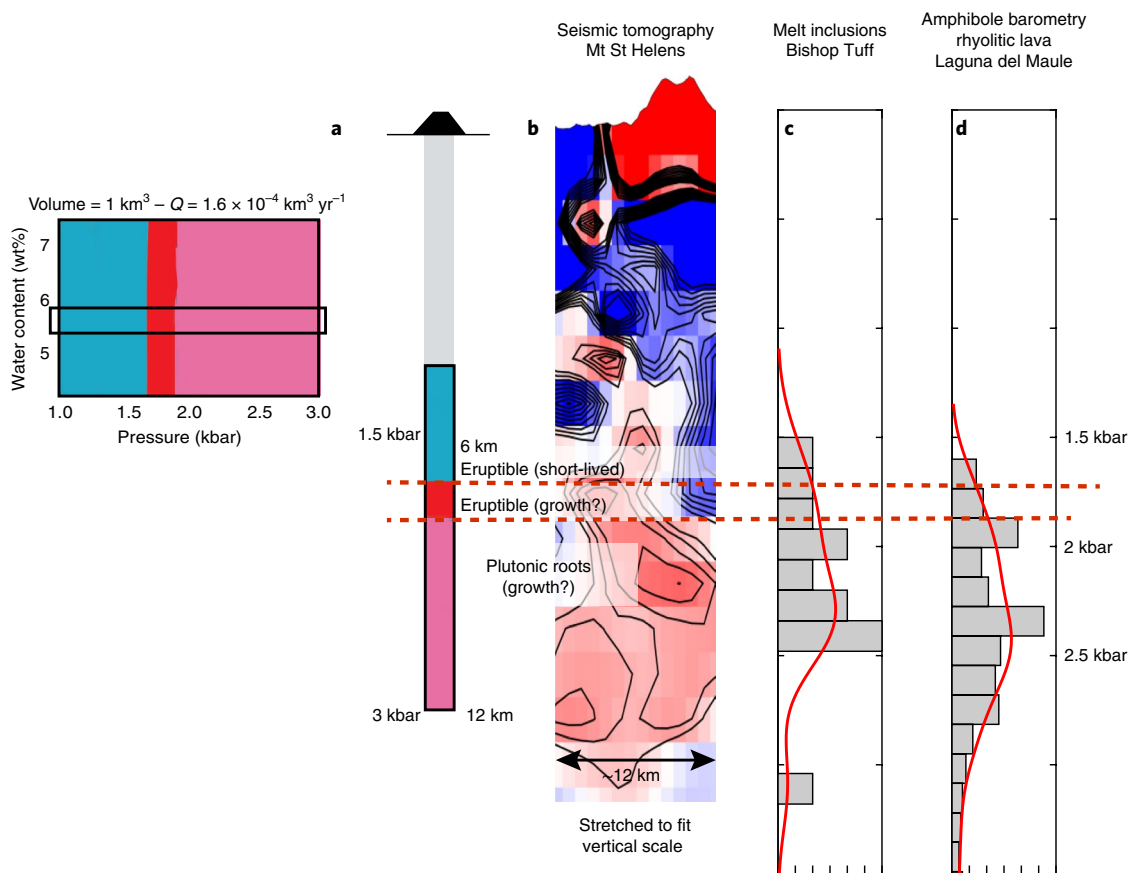 Seismic tomography
Mt St Helens
Melt inclusions
Bishop Tuff
Amphibole barometry
rhyolitic lava
Laguna del Maule
a
b
c
d
Volume = 1 km³ – Q = 1.6 × 10⁻⁴ km³ yr⁻¹
Water content (wt%)
7
6
5
1.0 1.5 2.0 2.5 3.0
Pressure (kbar)
1.5 kbar
6 km
Eruptible (short-lived)
Eruptible (growth?)
Plutonic roots
(growth?)
3 kbar
12 km
~12 km
Stretched to fit
vertical scale
1.5 kbar
2 kbar
2.5 kbar